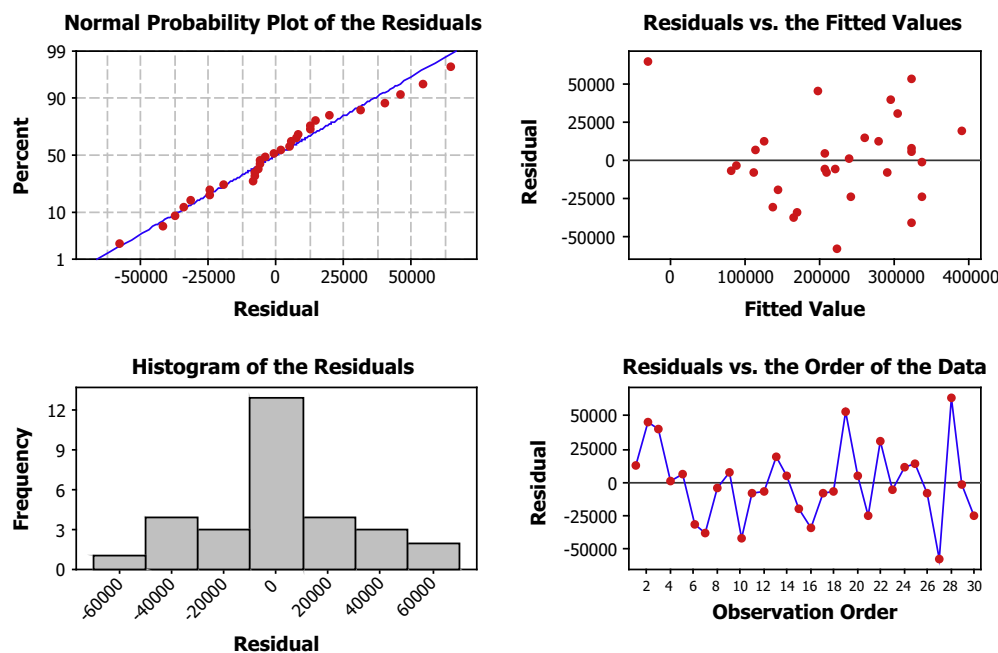 Normal Probability Plot of the Residuals
99
90
50
10
1
Percent
-50000 -25000 0 25000 50000
Residual
Residuals vs. the Fitted Values
50000
25000
0
-25000
-50000
Residual
0 100000 200000 300000 400000
Fitted Value
Histogram of the Residuals
12
9
6
3
0
Frequency
-60000 -40000 -20000 0 20000 40000 60000
Residual
Residuals vs. the Order of the Data
50000
25000
0
-25000
-50000
Residual
2 4 6 8 10 12 14 16 18 20 22 24 26 28 30
Observation Order